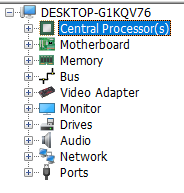 DESKTOP-G1KQV76
Central Processor(s)
Motherboard
Memory
Bus
Video Adapter
Monitor
Drives
Audio
Network
Ports